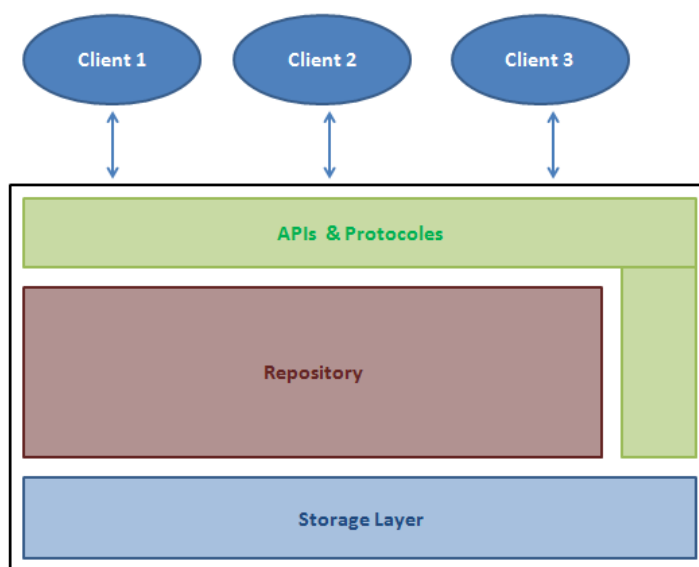 Client 1
Client 2
Client 3
APIs & Protocoles
Repository
Storage Layer